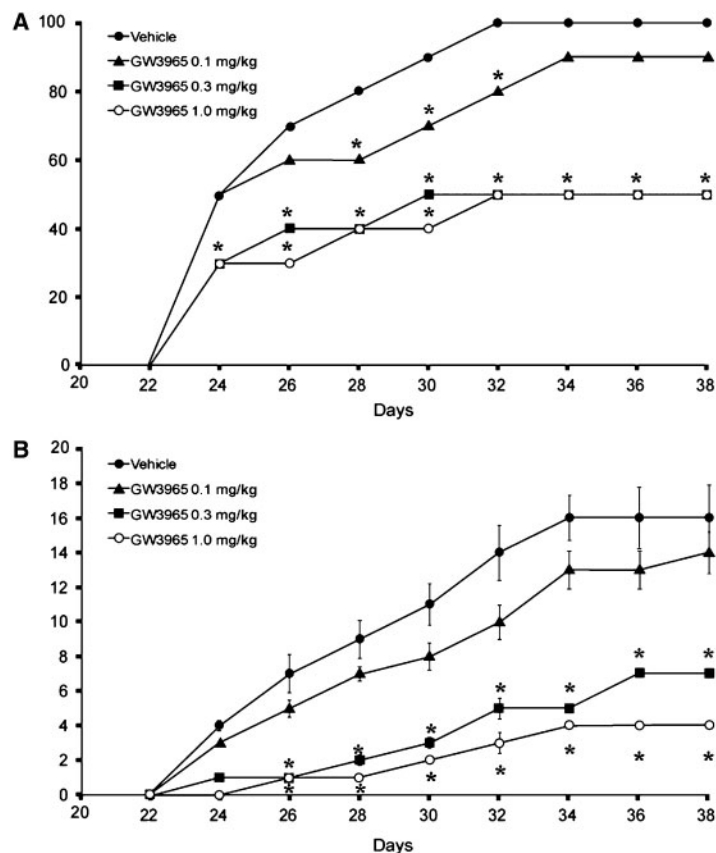 A
100
80
60
40
20
0
Vehicle
GW3965 0.1 mg/kg
GW3965 0.3 mg/kg
GW3965 1.0 mg/kg
* * *
* * * * * * *
* * *
20 22 24 26 28 30 32 34 36 38
Days
B
20
18
16
14
12
10
8
6
4
2
0
Vehicle
GW3965 0.1 mg/kg
GW3965 0.3 mg/kg
GW3965 1.0 mg/kg
* * * * * * *
* * * * * * *
20 22 24 26 28 30 32 34 36 38
Days